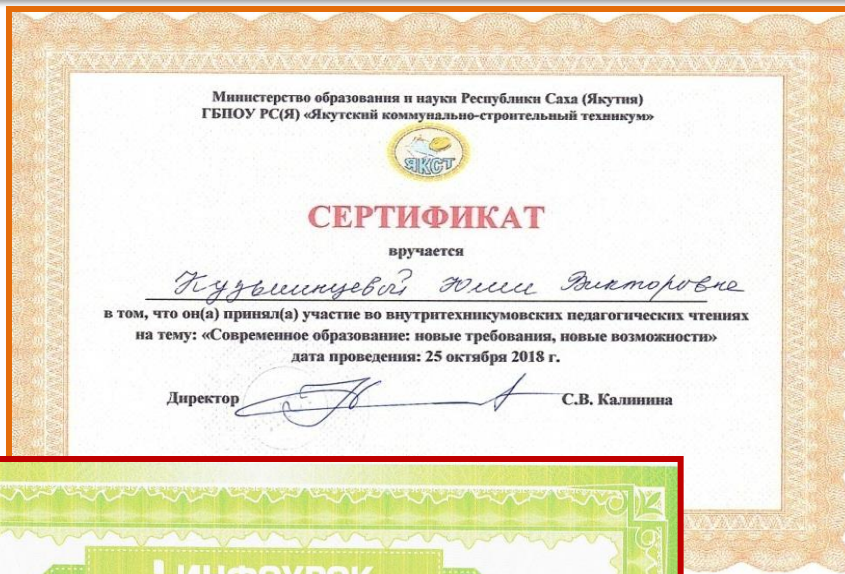 Министерство образования и науки Республики Саха (Якутия)
ГБПОУ РС(Я) «Якутский коммунально-строительный техникум»
ЯКСТ
СЕРТИФИКАТ
вручается
Кузьминцевой Юлии Викторовне
в том, что он(а) принял(а) участие во внутритехникумовских педагогических чтениях
на тему: «Современное образование: новые требования, новые возможности»
дата проведения: 25 октября 2018 г.
Директор С.В. Калинина
ИНФОУРОК